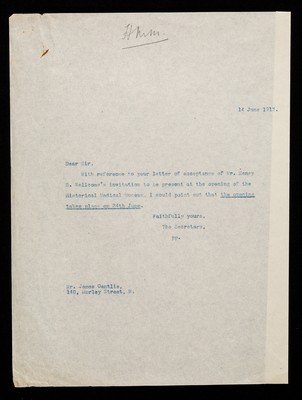 14 June 1913.
Dear Sir,
With reference to your letter of acceptance of Mr. Henry
S. Wellcome's invitation to be present at the opening of the
Historical Medical Museum, I would point out that the opening
takes place on 24th June.
Faithfully yours,
The Secretary,
pr.
Mr. James Cantlie,
140, Harley Street, W.